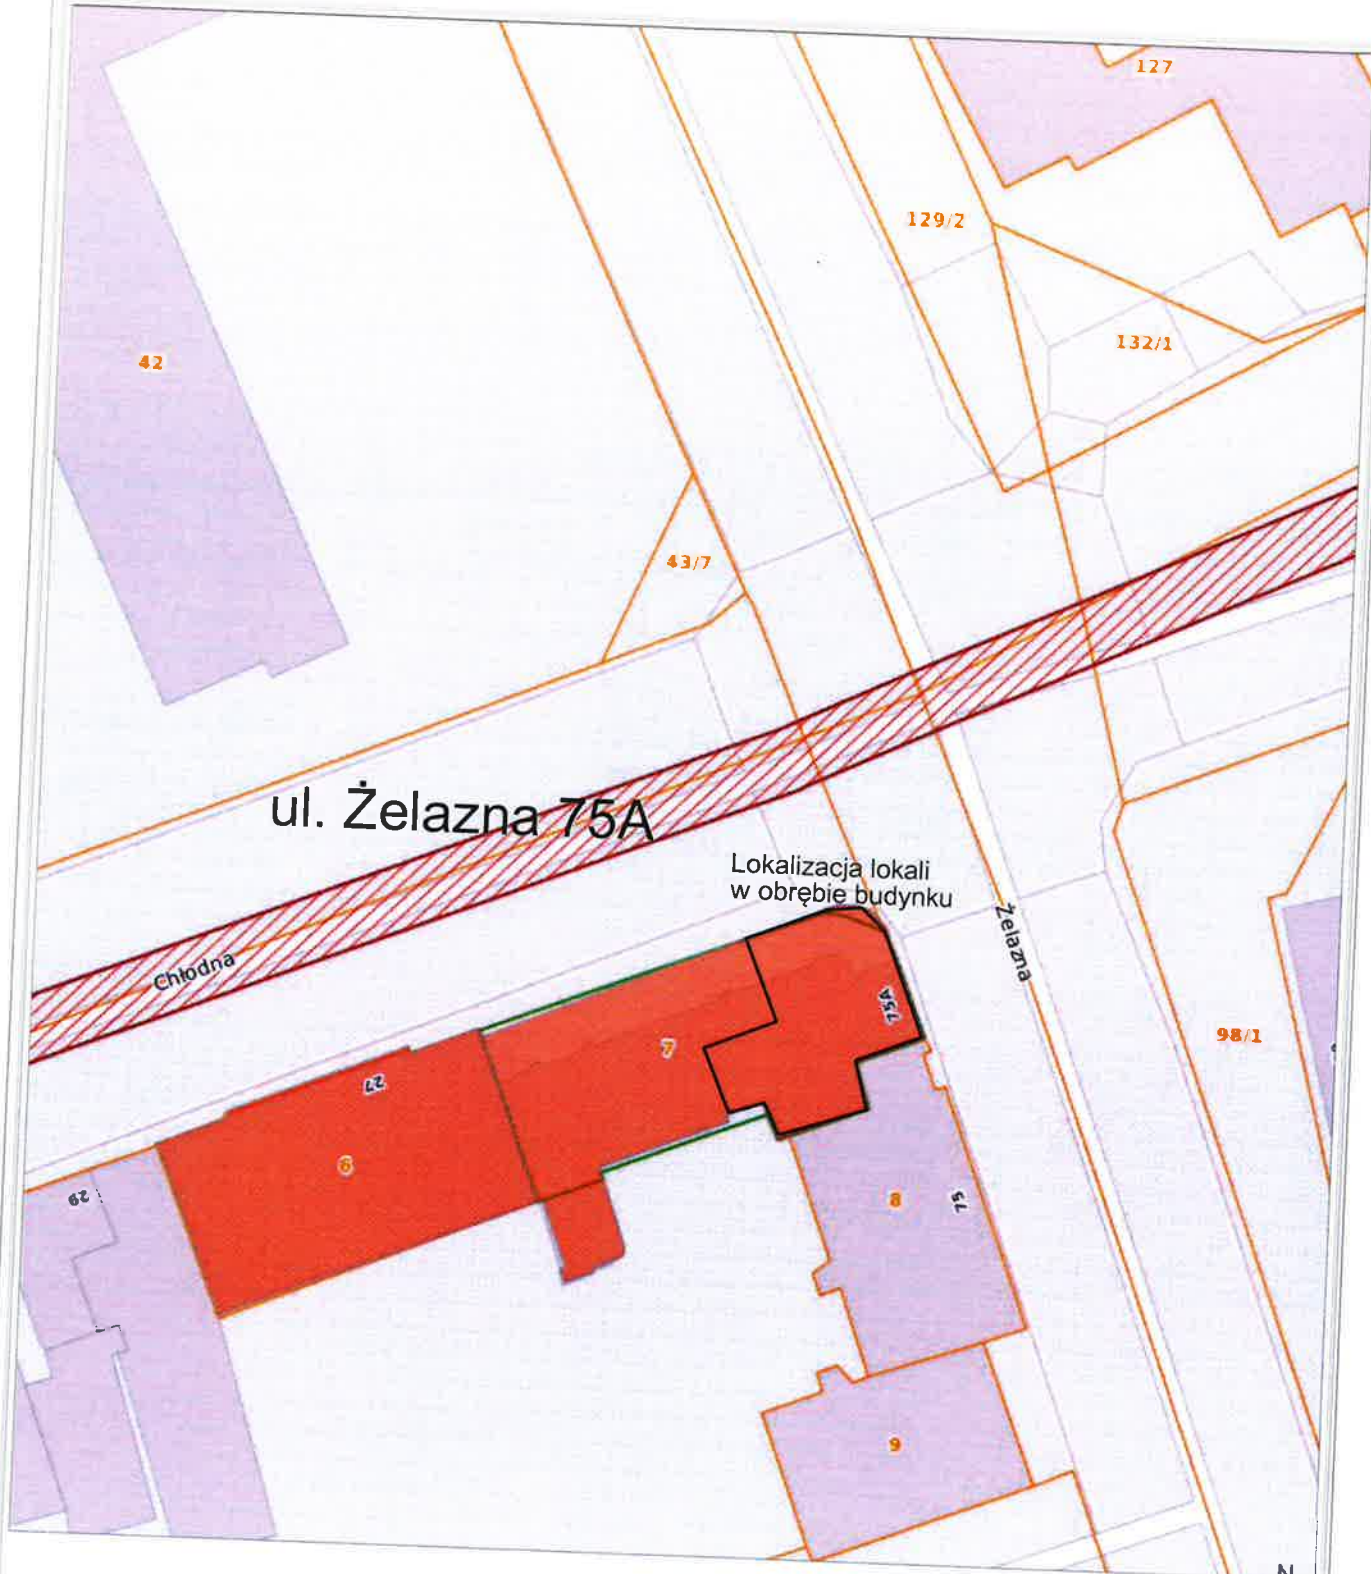 127
129/2
132/1
42
43/7
ul. Żelazna 75A
Lokalizacja lokali
w obrębie budynku
Żelazna
Chłodna
75A
98/1
7
27
6
29
8
75
9
N